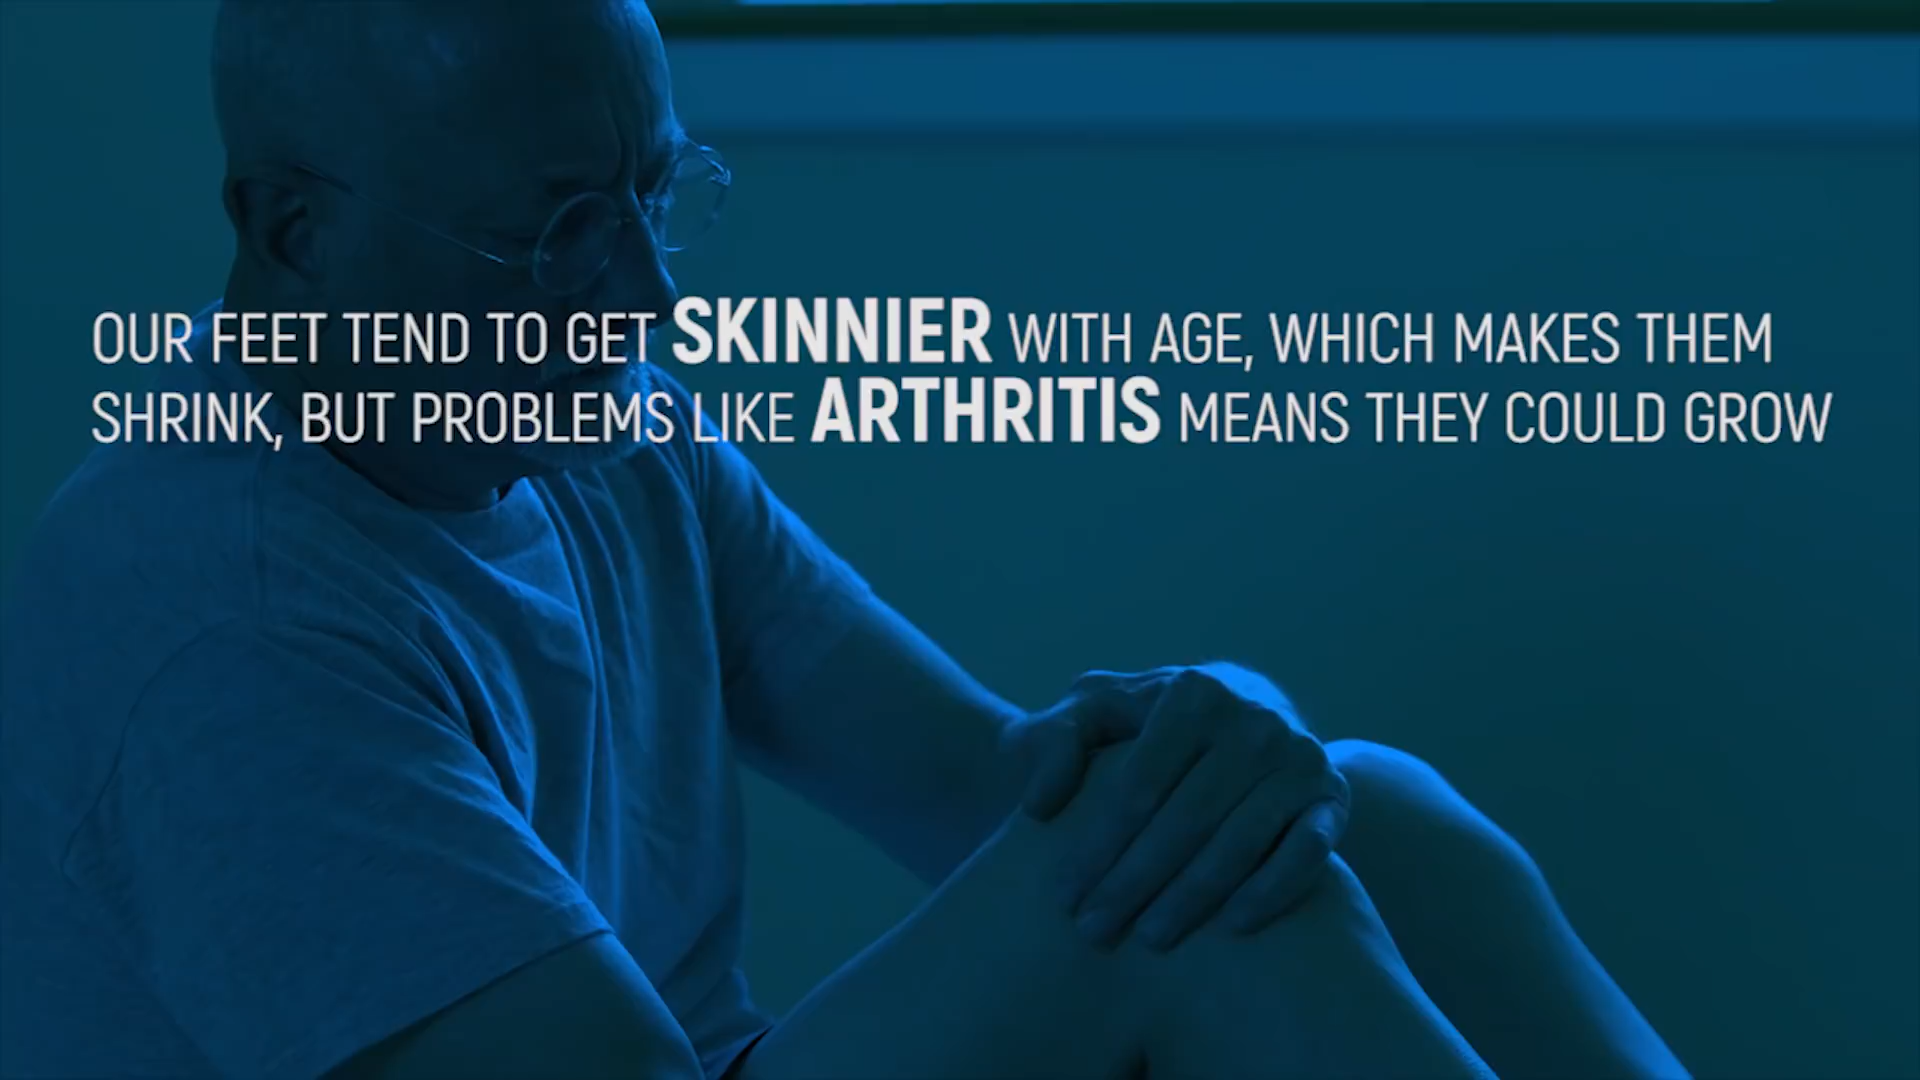 OUR FEET TEND TO GET SKINNIER WITH AGE, WHICH MAKES THEM
SHRINK, BUT PROBLEMS LIKE ARTHRITIS MEANS THEY COULD GROW